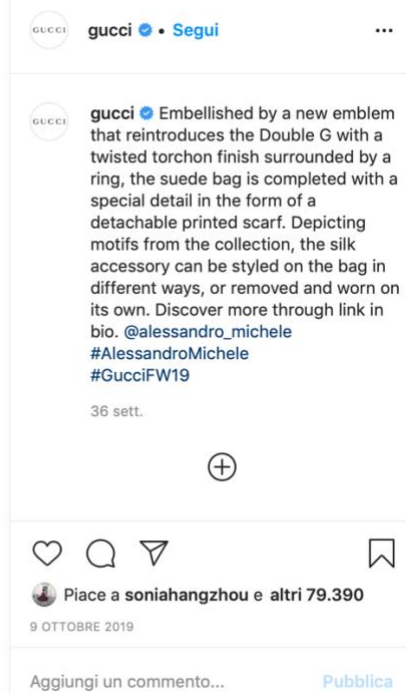 GUCCI gucci • Segui
GUCCI gucci Embellished by a new emblem
that reintroduces the Double G with a
twisted torchon finish surrounded by a
ring, the suede bag is completed with a
special detail in the form of a
detachable printed scarf. Depicting
motifs from the collection, the silk
accessory can be styled on the bag in
different ways, or removed and worn on
its own. Discover more through link in
bio. @alessandro_michele
#AlessandroMichele
#GucciFW19
36 sett.
Piace a soniahangzhou e altri 79.390
9 OTTOBRE 2019
Aggiungi un commento... Pubblica